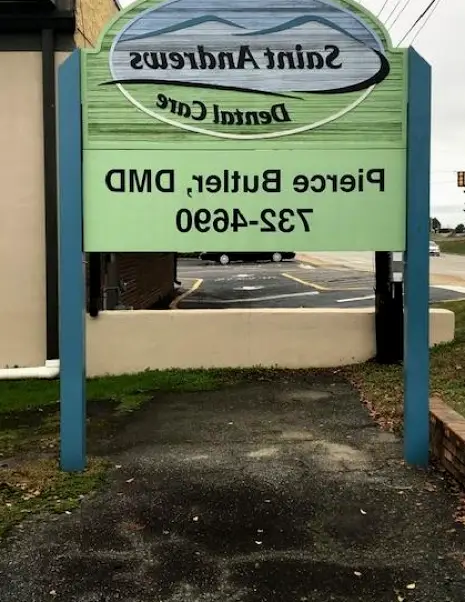 Saint Andrews
Dental Care
Pierce Butler, DMD
732-4690